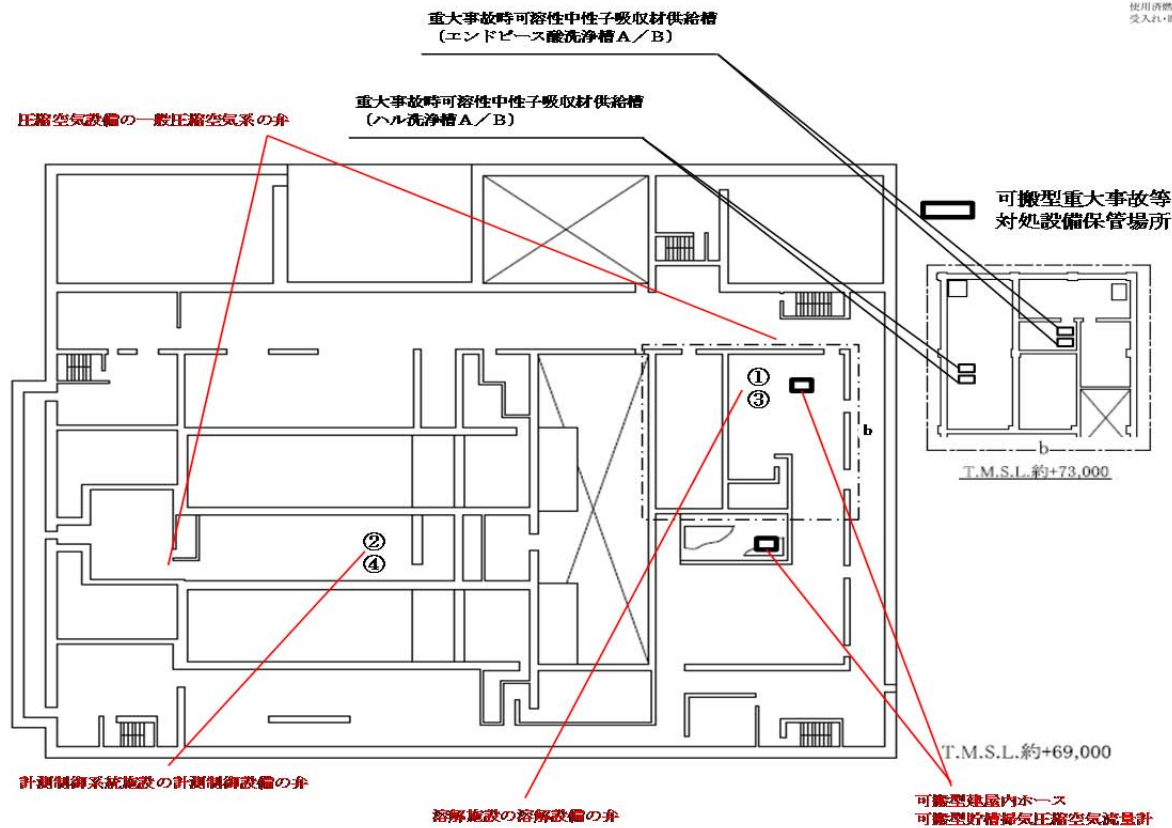 重大事故時可溶性中性子吸収材供給槽
（エンドピース酸洗浄槽Ａ／Ｂ）
使用済燃
受入れ・
重大事故時可溶性中性子吸収材供給槽
（ハル洗浄槽Ａ／Ｂ）
圧縮空気設備の一般圧縮空気系の弁
可搬型重大事故等
対処設備保管場所
①
③
b
b
T.M.S.L.約+73,000
②
④
T.M.S.L.約+69,000
計測制御系統施設の計測制御設備の弁
溶解施設の溶解設備の弁
可搬型建屋内ホース
可搬型貯槽掃気圧縮空気流量計